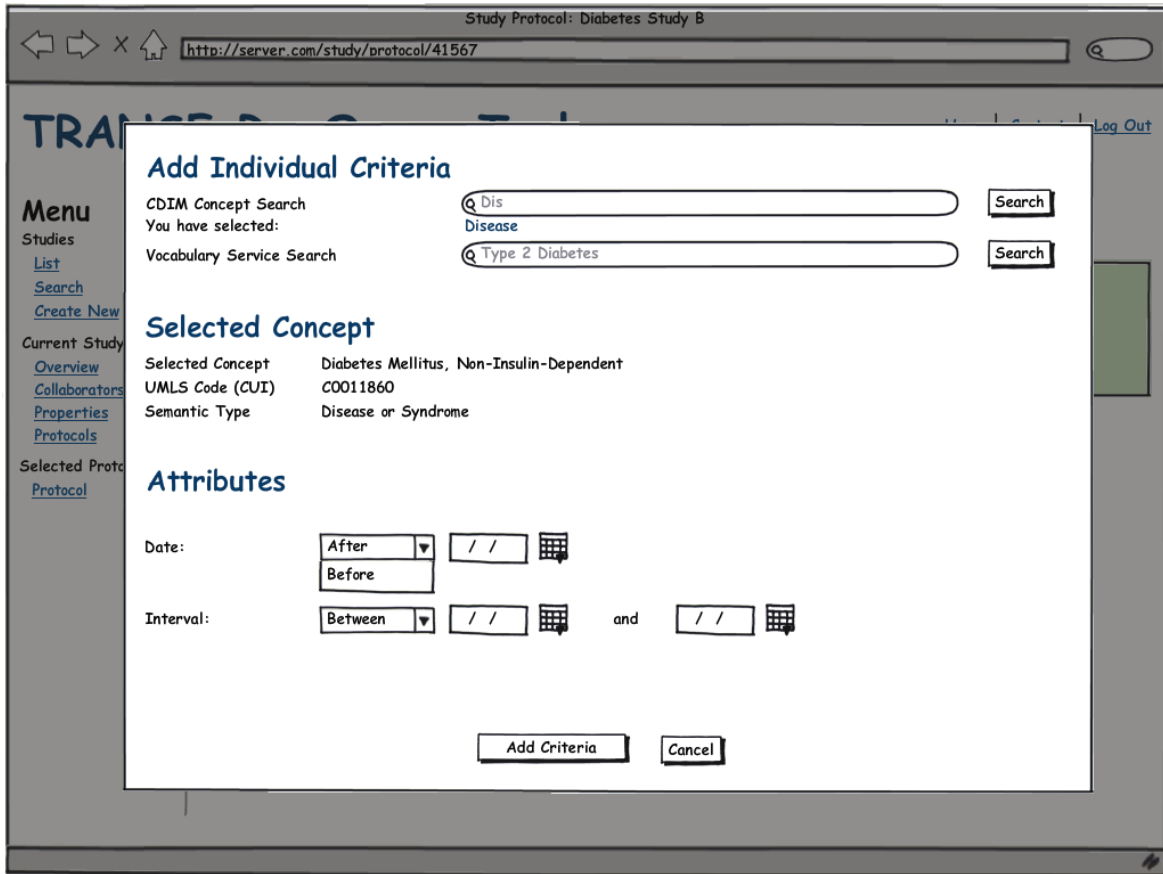 Study Protocol: Diabetes Study B
http://server.com/study/protocol/41567
Log Out
Add Individual Criteria
CDIM Concept Search Dis Search
You have selected: Disease
Vocabulary Service Search Type 2 Diabetes Search
Menu
Studies
List
Search
Create New
Current Study
Overview
Collaborators
Properties
Protocols
Selected
Protocol
Selected Concept
Selected Concept Diabetes Mellitus, Non-Insulin-Dependent
UMLS Code (CUI) C0011860
Semantic Type Disease or Syndrome
Attributes
Date: After / /
Before
Interval: Between / / and / /
Add Criteria Cancel